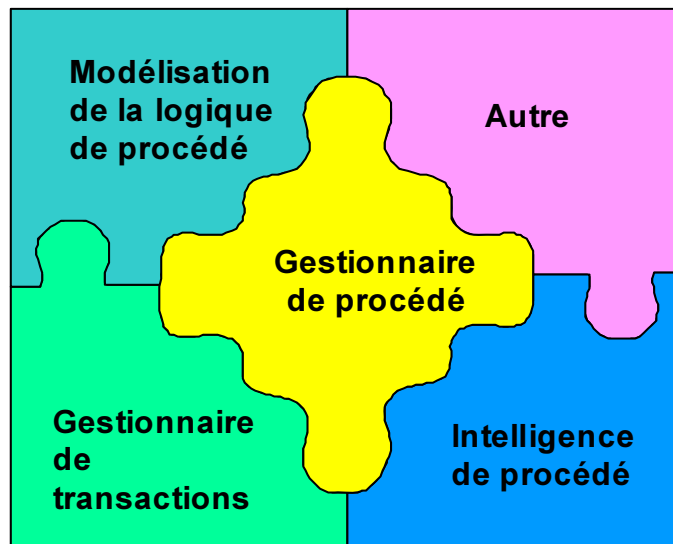 Modélisation
de la logique
de procédé
Autre
Gestionnaire
de procédé
Gestionnaire
de
transactions
Intelligence
de procédé